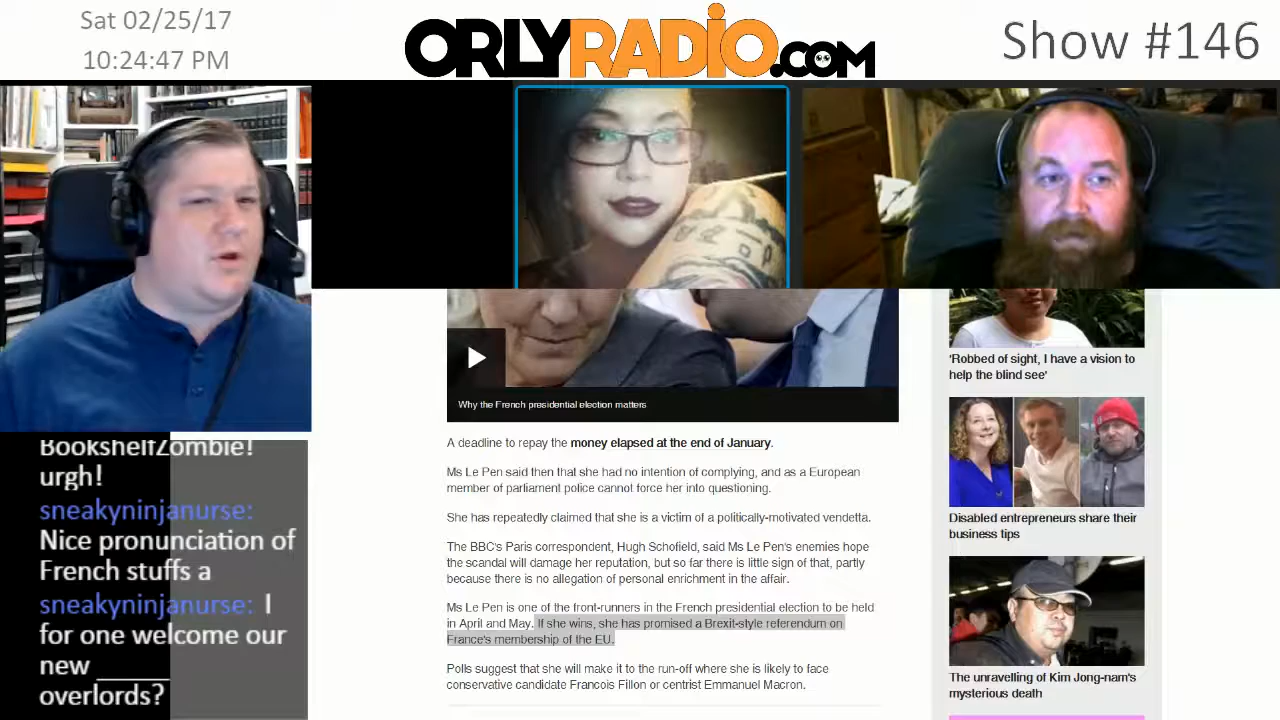 Sat 02/25/17
10:24:47 PM
ORLYRADIO.COM
Show #146
BookshelfZombie!
urgh!
sneakyninjanurse:
Nice pronunciation of
French stuffs a
sneakyninjanurse: I
for one welcome our
new _____
overlords?
Why the French presidential election matters
A deadline to repay the money elapsed at the end of January.
Ms Le Pen said then that she had no intention of complying, and as a European
member of parliament police cannot force her into questioning.
She has repeatedly claimed that she is a victim of a politically-motivated vendetta.
The BBC's Paris correspondent, Hugh Schofield, said Ms Le Pen's enemies hope
the scandal will damage her reputation, but so far there is little sign of that, partly
because there is no allegation of personal enrichment in the affair.
Ms Le Pen is one of the front-runners in the French presidential election to be held
in April and May. If she wins, she has promised a Brexit-style referendum on
France's membership of the EU.
Polls suggest that she will make it to the run-off where she is likely to face
conservative candidate Francois Fillon or centrist Emmanuel Macron.
'Robbed of sight, I have a vision to
help the blind see'
Disabled entrepreneurs share their
business tips
The unravelling of Kim Jong-nam's
mysterious death